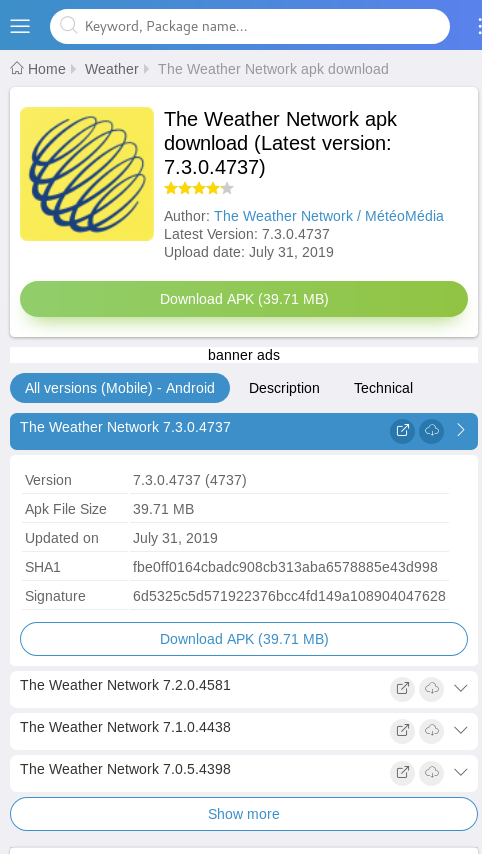 Keyword, Package name...
Home Weather The Weather Network apk download
The Weather Network apk
download (Latest version:
7.3.0.4737)
Author: The Weather Network / MétéoMédia
Latest Version: 7.3.0.4737
Upload date: July 31, 2019
Download APK (39.71 MB)
banner ads
All versions (Mobile) - Android Description Technical
The Weather Network 7.3.0.4737
Version 7.3.0.4737 (4737)
Apk File Size 39.71 MB
Updated on July 31, 2019
SHA1 fbe0ff0164cbadc908cb313aba6578885e43d998
Signature 6d5325c5d571922376bcc4fd149a108904047628
Download APK (39.71 MB)
The Weather Network 7.2.0.4581
The Weather Network 7.1.0.4438
The Weather Network 7.0.5.4398
Show more